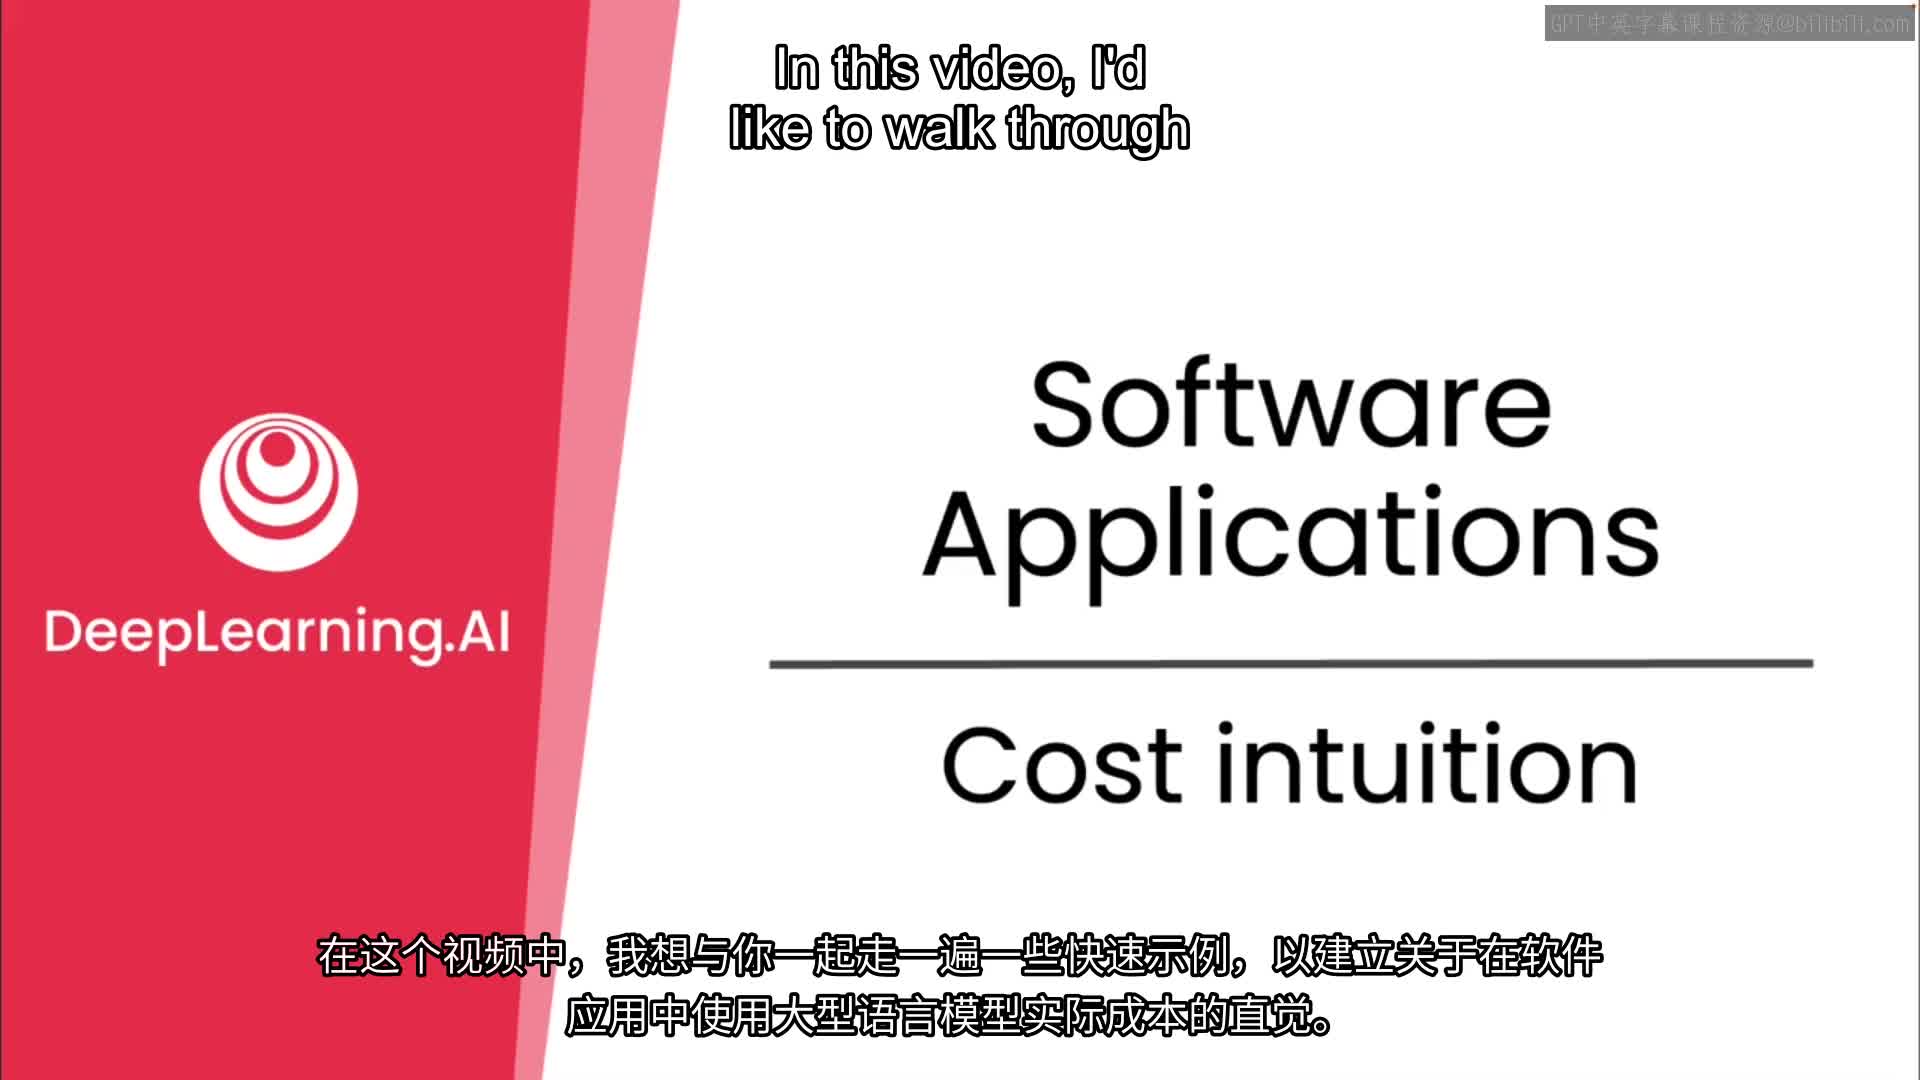 GPT中英字幕课程资源@bilibili.com
In this video, I'd
like to walk through
Software
Applications
DeepLearning.AI
Cost intuition
在这个视频中，我想与你一起走一遍一些快速示例，以建立关于在软件
应用中使用大型语言模型实际成本的直觉。